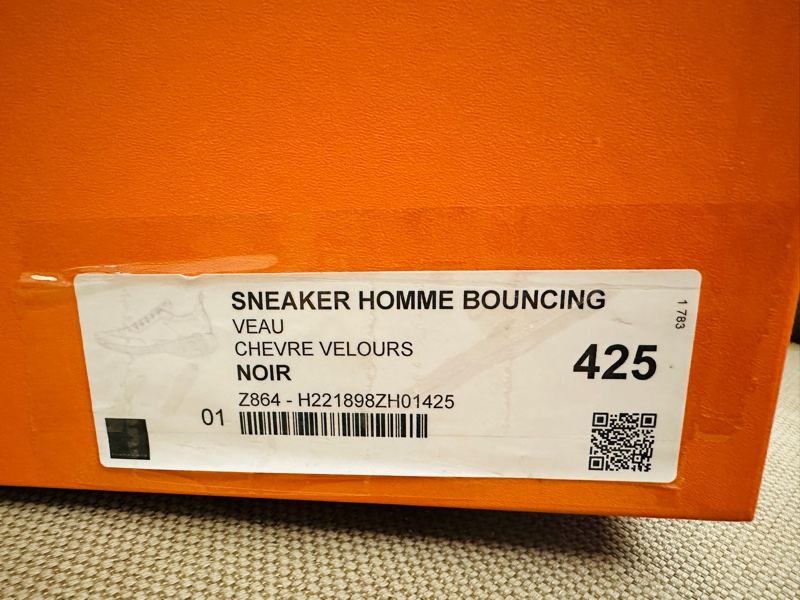 SNEAKER HOMME BOUNCING
VEAU
CHEVRE VELOURS
NOIR
425
Z864 - H221898ZH01425
01
1 783